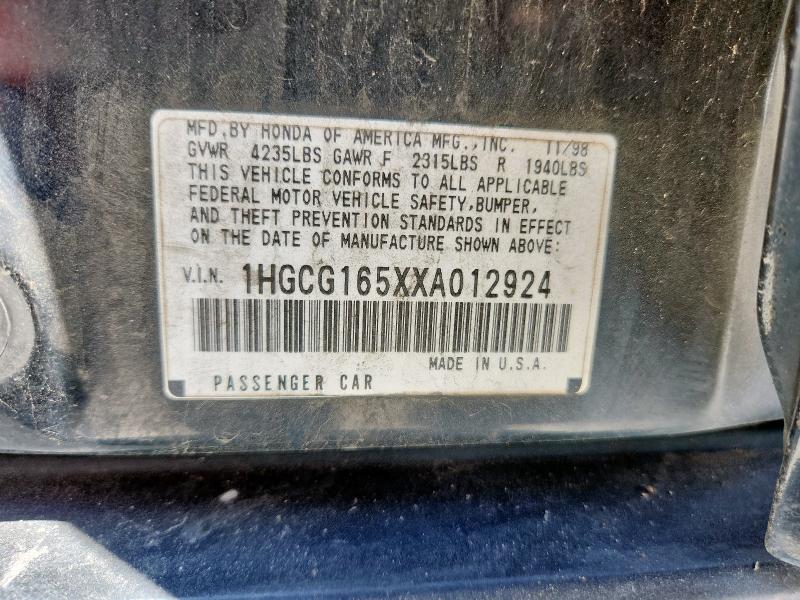 MFD.BY HONDA OF AMERICA MFG.,INC. 11/98
GVWR 4235LBS GAWR F 2315LBS R 1940LBS
THIS VEHICLE CONFORMS TO ALL APPLICABLE
FEDERAL MOTOR VEHICLE SAFETY,BUMPER,
AND THEFT PREVENTION STANDARDS IN EFFECT
ON THE DATE OF MANUFACTURE SHOWN ABOVE:
V.I.N. 1HGCG165XXA012924
MADE IN U.S.A.
PASSENGER CAR